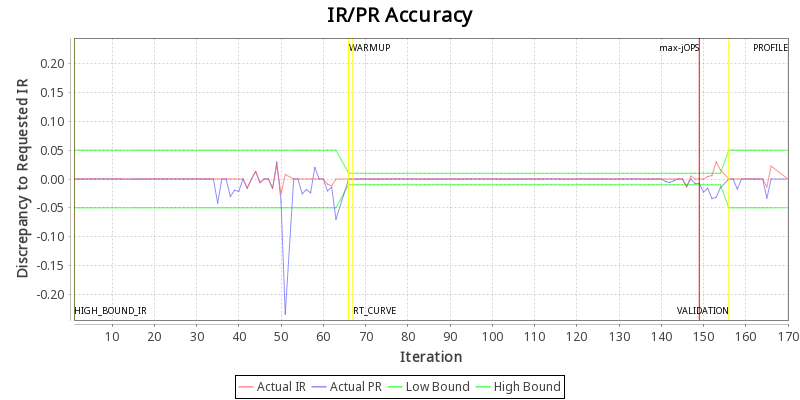 IR/PR Accuracy
Discrepancy to Requested IR
0.20
0.15
0.10
0.05
0.00
-0.05
-0.10
-0.15
-0.20
WARMUP
max-jOPS
PROFILE
HIGH_BOUND_IR
RT_CURVE
VALIDATION
10 20 30 40 50 60 70 80 90 100 110 120 130 140 150 160 170
Iteration
Actual IR Actual PR Low Bound High Bound